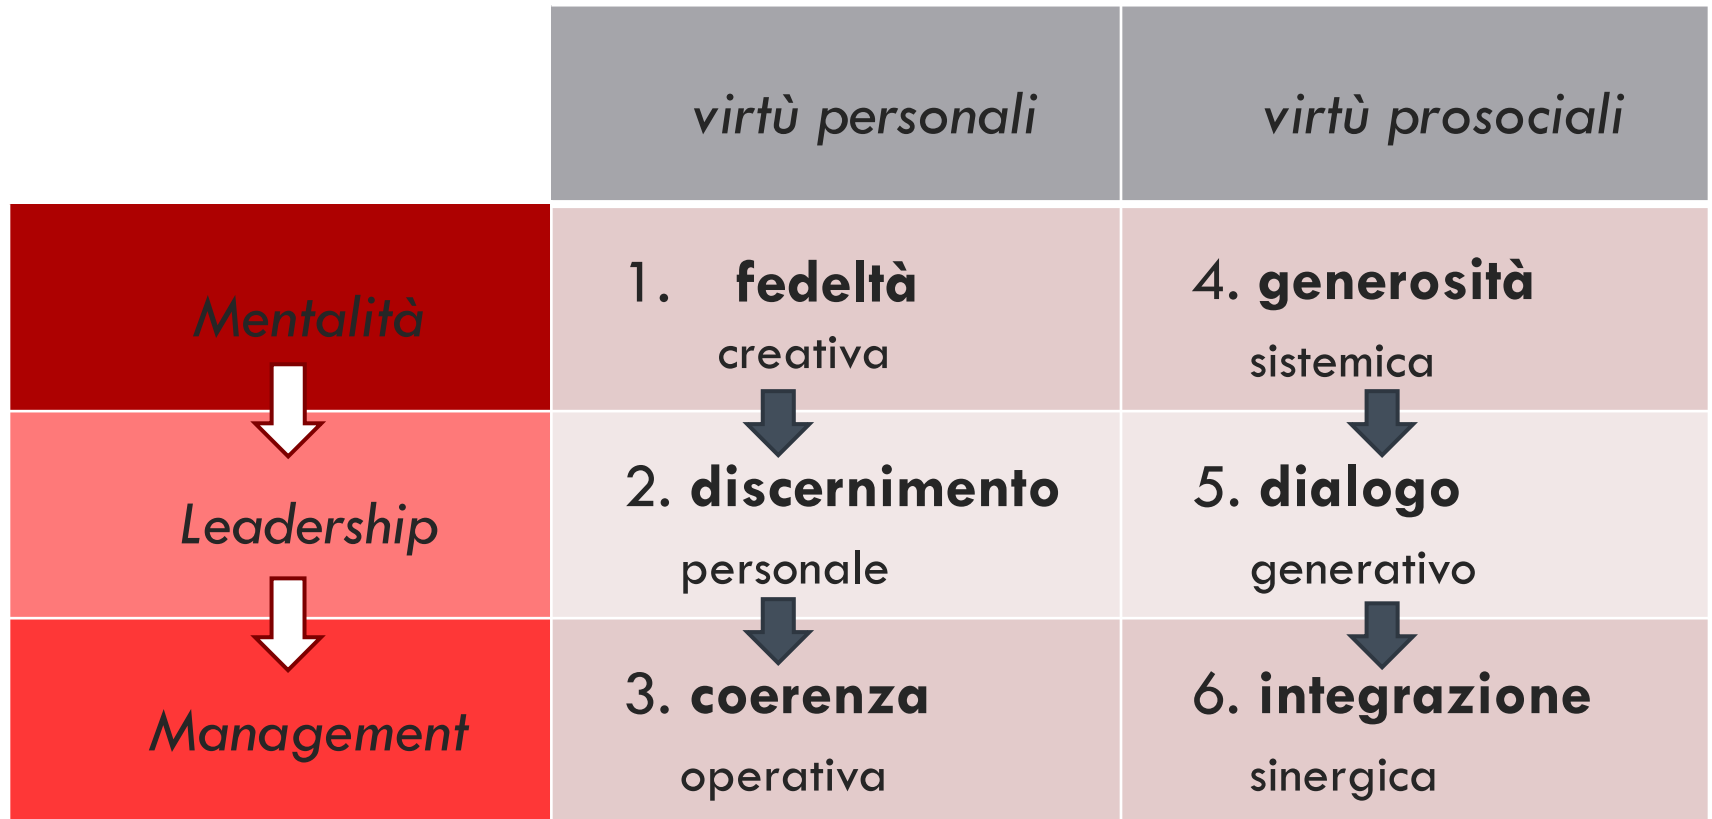 virtù personali
virtù prosociali
Mentalità
1. fedeltà
creativa
4. generosità
sistemica
Leadership
2. discernimento
personale
5. dialogo
generativo
Management
3. coerenza
operativa
6. integrazione
sinergica